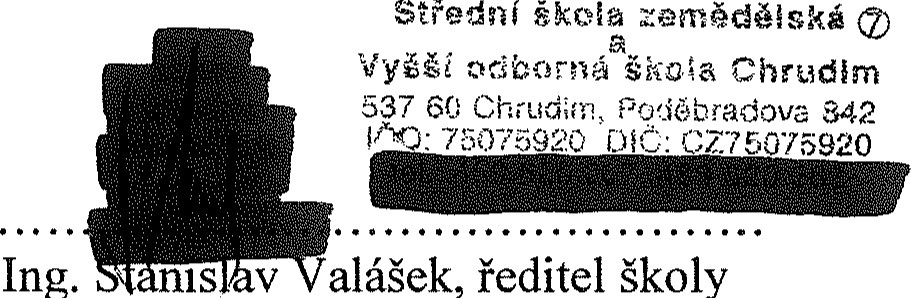 Střední škola zemědělská ⑦
a
Vyšší odborná škola Chrudim
537 60 Chrudim, Poděbradova 842
IČO: 75075920 DIČ: CZ75075920
Ing. Stanislav Valášek, ředitel školy